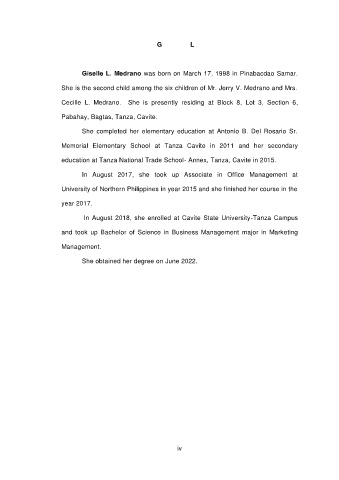 G L
Giselle L. Medrano was born on March 17, 1998 in Pinabacdao Samar.
She is the second child among the six children of Mr. Jerry V. Medrano and Mrs.
Cecille L. Medrano. She is presently residing at Block 8, Lot 3, Section 6,
Pabahay, Bagtas, Tanza, Cavite.
She completed her elementary education at Antonio B. Del Rosario Sr.
Memorial Elementary School at Tanza Cavite in 2011 and her secondary
education at Tanza National Trade School- Annex, Tanza, Cavite in 2015.
In August 2017, she took up Associate in Office Management at
University of Northern Philippines in year 2015 and she finished her course in the
year 2017.
In August 2018, she enrolled at Cavite State University-Tanza Campus
and took up Bachelor of Science in Business Management major in Marketing
Management.
She obtained her degree on June 2022.
iv